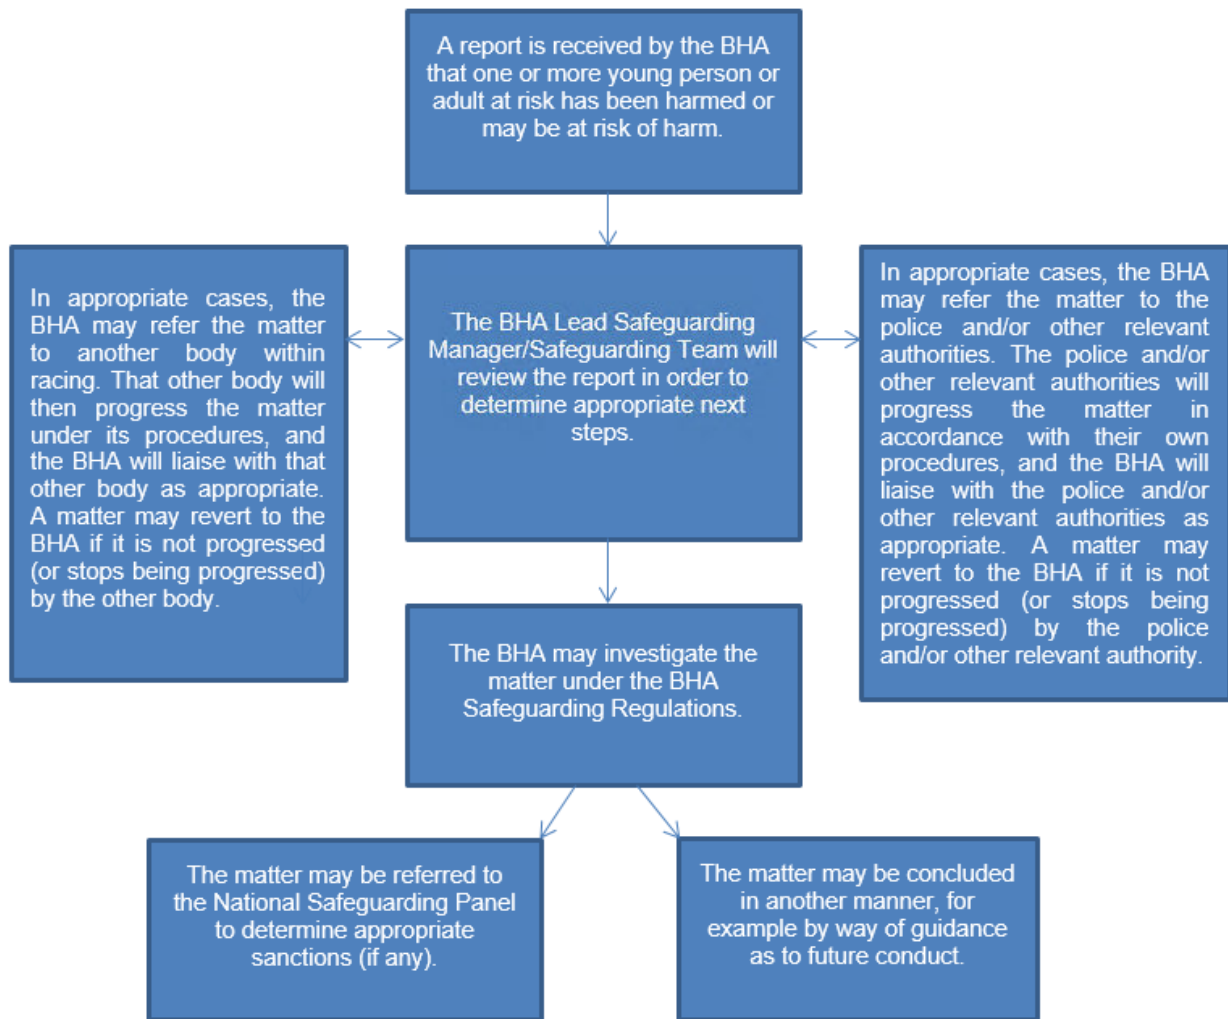 A report is received by the BHA
that one or more young person or
adult at risk has been harmed or
may be at risk of harm.
In appropriate cases, the
BHA may refer the matter
to another body within
racing. That other body will
then progress the matter
under its procedures, and
the BHA will liaise with that
other body as appropriate.
A matter may revert to the
BHA if it is not progressed
(or stops being progressed)
by the other body.
The BHA Lead Safeguarding
Manager/Safeguarding Team will
review the report in order to
determine appropriate next
steps.
In appropriate cases, the BHA
may refer the matter to the
police and/or other relevant
authorities. The police and/or
other relevant authorities will
progress the matter in
accordance with their own
procedures, and the BHA will
liaise with the police and/or
other relevant authorities as
appropriate. A matter may
revert to the BHA if it is not
progressed (or stops being
progressed) by the police
and/or other relevant authority.
The BHA may investigate the
matter under the BHA
Safeguarding Regulations.
The matter may be referred to
the National Safeguarding Panel
to determine appropriate
sanctions (if any).
The matter may be concluded
in another manner, for
example by way of guidance
as to future conduct.